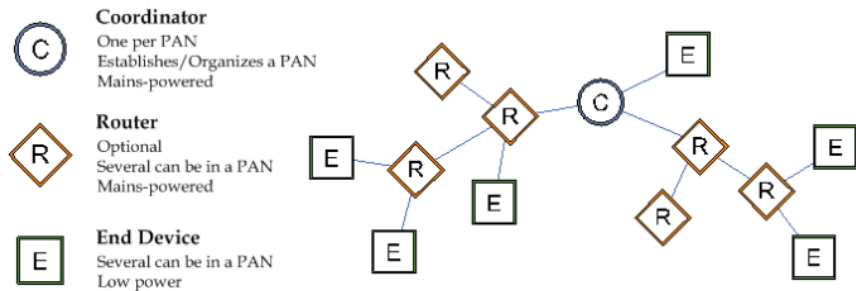 C
Coordinator
One per PAN
Establishes/Organizes a PAN
Mains-powered
R
Router
Optional
Several can be in a PAN
Mains-powered
E
End Device
Several can be in a PAN
Low power
E
R
C
R
E
R
E
R
R
E
E
R
E
E